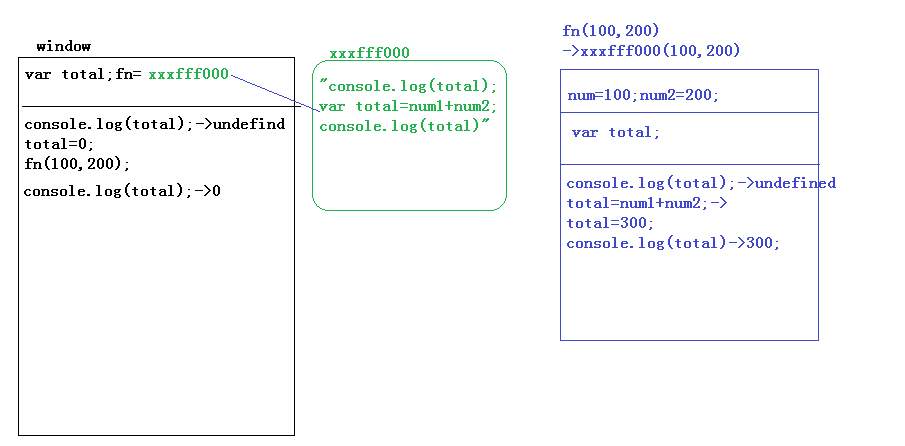 window
var total;fn= xxxfff000
console.log(total);->undefind
total=0;
fn(100,200);
console.log(total);->0
xxxfff000
"console.log(total);
var total=num1+num2;
console.log(total)"
fn(100,200)
->xxxfff000(100,200)
num=100;num2=200;
var total;
console.log(total);->undefined
total=num1+num2;->
total=300;
console.log(total)->300;